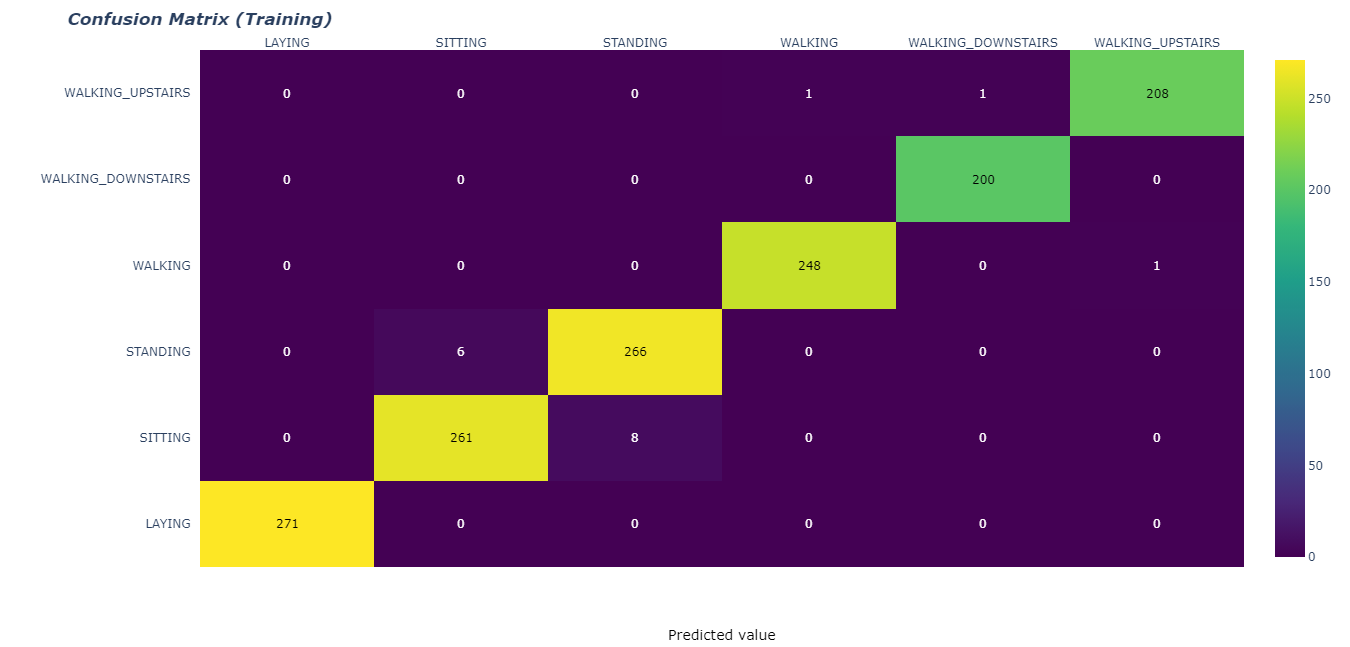 Confusion Matrix (Training)
LAYING SITTING STANDING WALKING WALKING_DOWNSTAIRS WALKING_UPSTAIRS
WALKING_UPSTAIRS 0 0 0 1 1 208
WALKING_DOWNSTAIRS 0 0 0 0 200 0
WALKING 0 0 0 248 0 1
STANDING 0 6 266 0 0 0
SITTING 0 261 8 0 0 0
LAYING 271 0 0 0 0 0
250
200
150
100
50
0
Predicted value